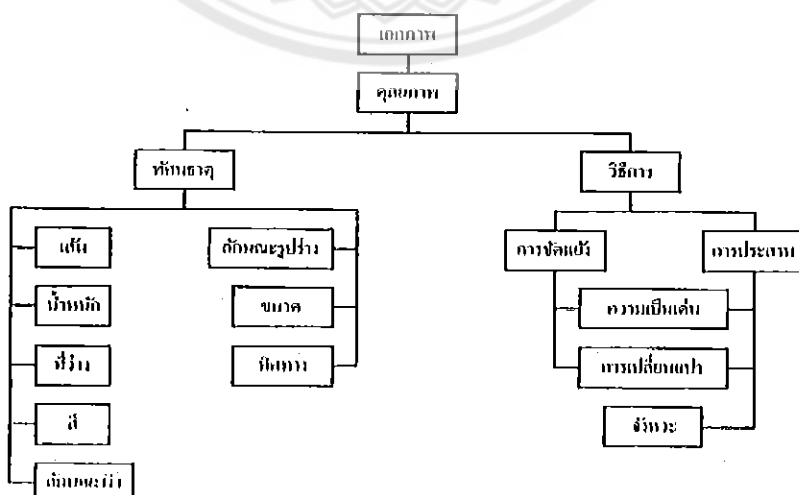 เอกภาพ
ดุลยภาพ
ทัศนธาตุ
วิธีการ
เส้น
น้ำหนัก
ที่ว่าง
สี
ลักษณะผิว
ลักษณะรูปร่าง
ขนาด
ทิศทาง
การขัดแย้ง
การประสาน
ความเป็นเด่น
การเปลี่ยนแปร
จังหวะ